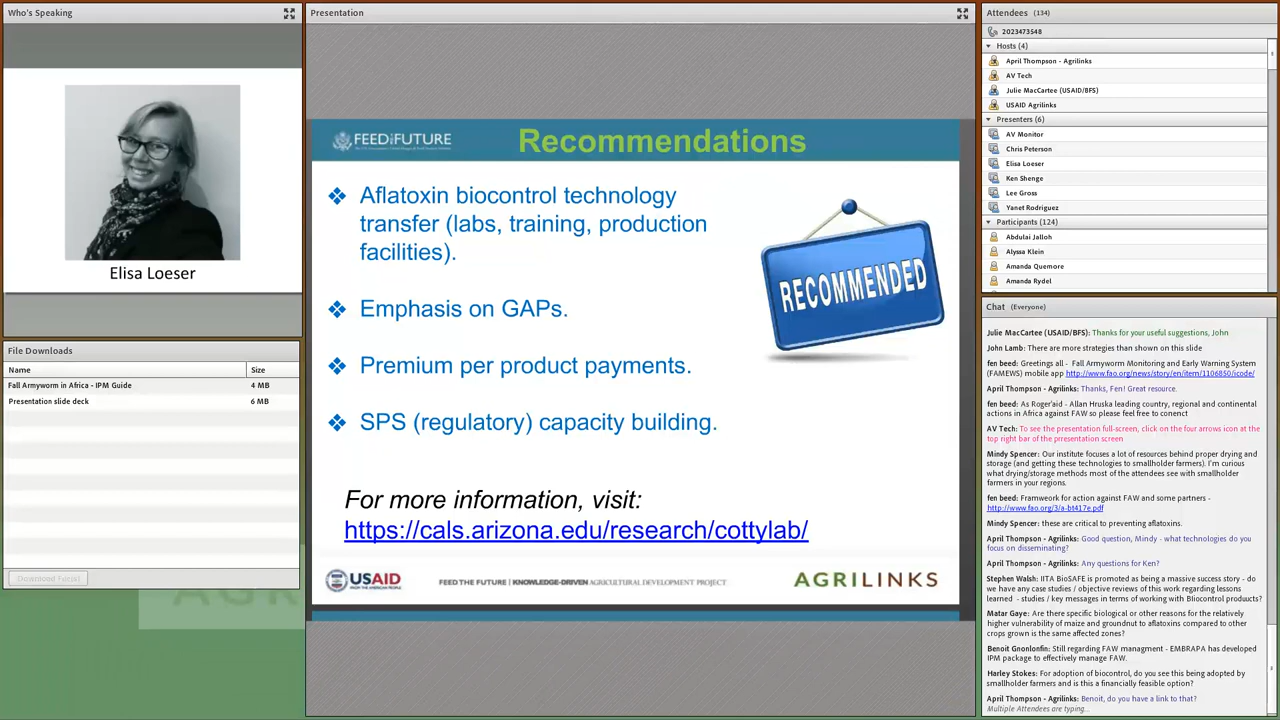 Who's Speaking
Elisa Loeser
File Downloads
Name Size
Fall Armyworm in Africa - IPM Guide 4 MB
Presentation slide deck 6 MB
Download File(s)
Presentation
FEED THE FUTURE
Recommendations
❖ Aflatoxin biocontrol technology
transfer (labs, training, production
facilities).
❖ Emphasis on GAPs.
❖ Premium per product payments.
❖ SPS (regulatory) capacity building.
RECOMMENDED
For more information, visit:
https://cals.arizona.edu/research/cottylab/
USAID
FROM THE AMERICAN PEOPLE
FEED THE FUTURE | KNOWLEDGE-DRIVEN AGRICULTURAL DEVELOPMENT PROJECT
AGRILINKS
Attendees (134)
2023473548
Hosts (4)
April Thompson - Agrilinks
AV Tech
Julie MacCartee (USAID/BFS)
USAID Agrilinks
Presenters (6)
AV Monitor
Chris Peterson
Elisa Loeser
Ken Shenge
Lee Gross
Yanet Rodriguez
Participants (124)
Abdulai Jalloh
Alyssa Klein
Amanda Quemore
Amanda Rydel
Chat (Everyone)
Julie MacCartee (USAID/BFS): Thanks for your useful suggestions, John
John Lamb: There are more strategies than shown on this slide
fen beed: Greetings all - Fall Armyworm Monitoring and Early Warning System
(FAMEWS) mobile app http://www.fao.org/news/story/en/item/1106850/icode/
April Thompson - Agrilinks: Thanks, Fen! Great resource.
fen beed: As Roger'aid - Allan Hruska leading country, regional and continental
actions in Africa against FAW so please feel free to conenct
AV Tech: To see the presentation full-screen, click on the four arrows icon at the
top right bar of the presentation screen
Mindy Spencer: Our institute focuses a lot of resources behind proper drying and
storage (and getting these technologies to smallholder farmers). I'm curious
what drying/storage methods most of the attendees see with smallholder
farmers in your regions.
fen beed: Framwork for action against FAW and some partners -
http://www.fao.org/3/a-bt417e.pdf
Mindy Spencer: these are critical to preventing aflatoxins.
April Thompson - Agrilinks: Good question, Mindy - what technologies do you
focus on disseminating?
April Thompson - Agrilinks: Any questions for Ken?
Stephen Walsh: IITA BioSAFE is promoted as being a massive success story - do
we have any case studies / objective reviews of this work regarding lessons
learned - studies / key messages in terms of working with BIiocontrol products?
Matar Gaye: Are there specific biological or other reasons for the relatively
higher vulnerability of maize and groundnut to aflatoxins compared to other
crops grown is the same affected zones?
Benoit Gnonlonfin: Still regarding FAW managment - EMBRAPA has developed
IPM package to effectively manage FAW.
Harley Stokes: For adoption of biocontrol, do you see this being adopted by
smallholder farmers and is this a financially feasible option?
April Thompson - Agrilinks: Benoit, do you have a link to that?
Multiple Attendees are typing...